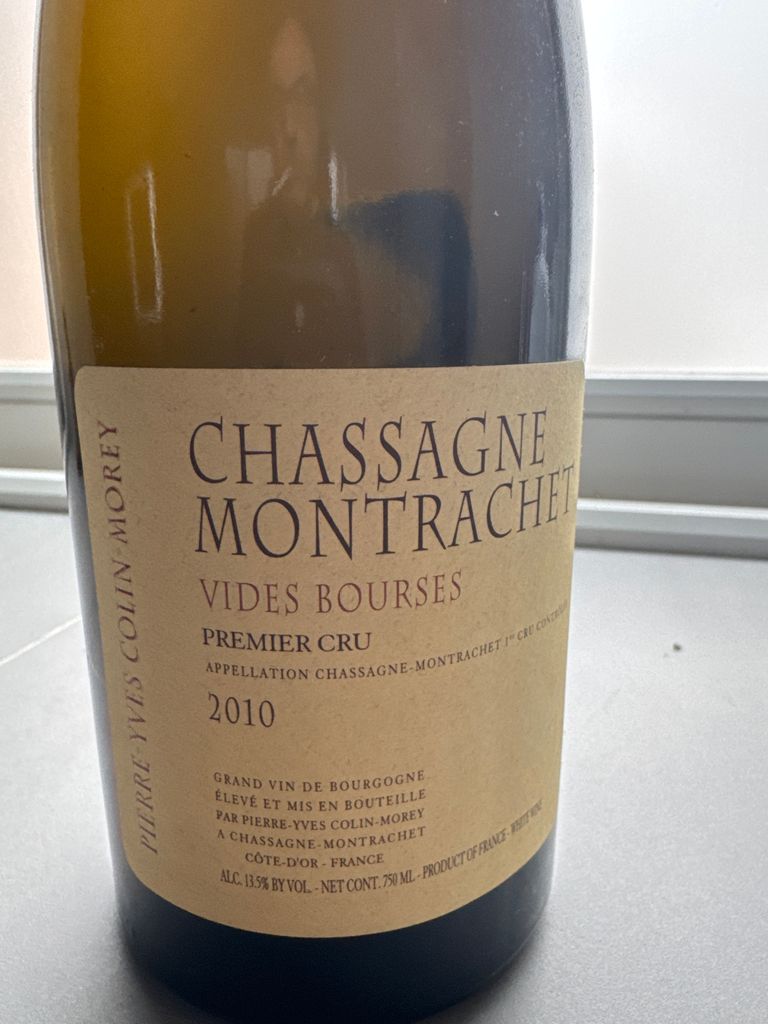 PIERRE-YVES COLIN-MOREY
CHASSAGNE
MONTRACHET
VIDES BOURSES
PREMIER CRU
APPELLATION CHASSAGNE-MONTRACHET 1er CRU
2010
GRAND VIN DE BOURGOGNE
ÉLEVÉ ET MIS EN BOUTEILLE
PAR PIERRE-YVES COLIN-MOREY
A CHASSAGNE-MONTRACHET
CÔTE-D'OR - FRANCE
ALC. 13.5% BY VOL. - NET CONT. 750 ML - PRODUCT OF FRANCE - WHITE WINE